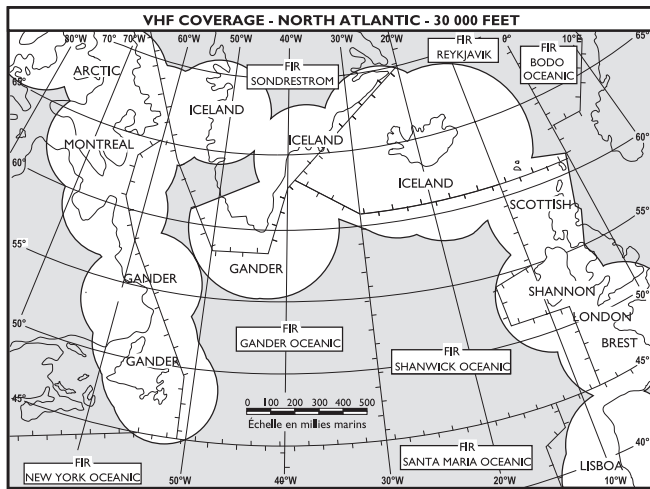 VHF COVERAGE - NORTH ATLANTIC - 30 000 FEET
80°W 70°W 70°W 60°W 50°W 40°W 30°W 20°W 10°W 0° 10°E
65°
65°
60°
60°
55°
55°
50°
50°
45°
45°
40°
ARCTIC
MONTREAL
ICELAND
FIR
SONDRESTROM
FIR
REYKJAVIK
FIR
BODO
OCEANIC
ICELAND
ICELAND
SCOTTISH
GANDER
GANDER
GANDER
SHANNON
LONDON
BREST
FIR
GANDER OCEANIC
FIR
SHANWICK OCEANIC
0 100 200 300 400 500
Échelle en millies marins
FIR
NEW YORK OCEANIC
FIR
SANTA MARIA OCEANIC
LISBOA
50°W 40°W 30°W 20°W 10°W